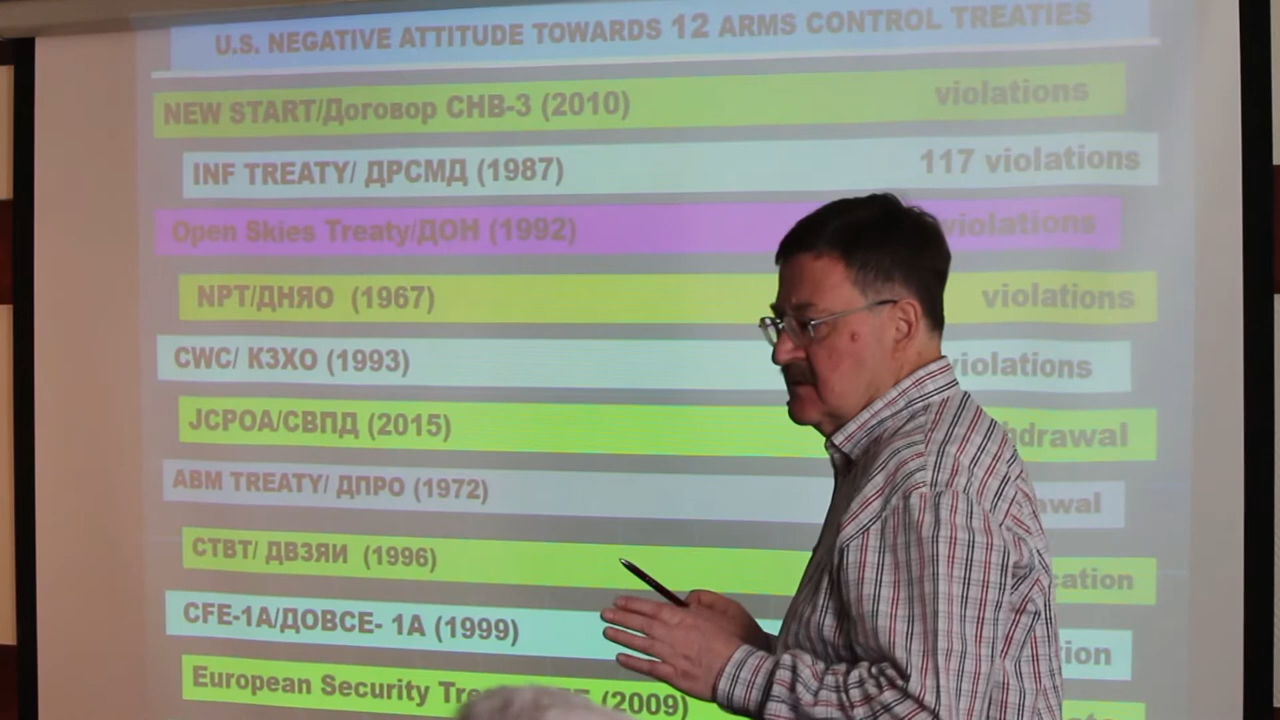 U.S. NEGATIVE ATTITUDE TOWARDS 12 ARMS CONTROL TREATIES
NEW START/Договор СНВ-3 (2010) violations
INF TREATY/ ДРСМД (1987) 117 violations
Open Skies Treaty/ДОН (1992) violations
NPT/ДНЯО (1967) violations
CWC/ КЗХО (1993) violations
JCPOA/СВПД (2015)
ABM TREATY/ ДПРО (1972)
CTBT/ ДВЗЯИ (1996)
CFE-1A/ДОВСЕ- 1А (1999)
European Security (2009)